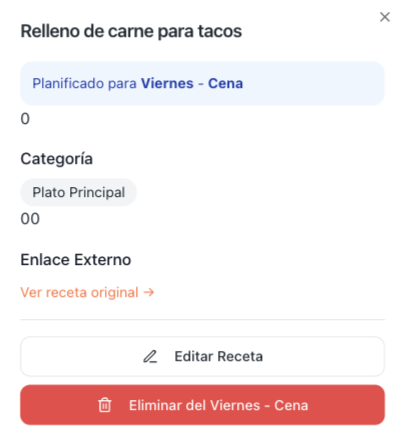 Relleno de carne para tacos
Planificado para Viernes - Cena
0
Categoría
Plato Principal
00
Enlace Externo
Ver receta original →
Editar Receta
Eliminar del Viernes - Cena